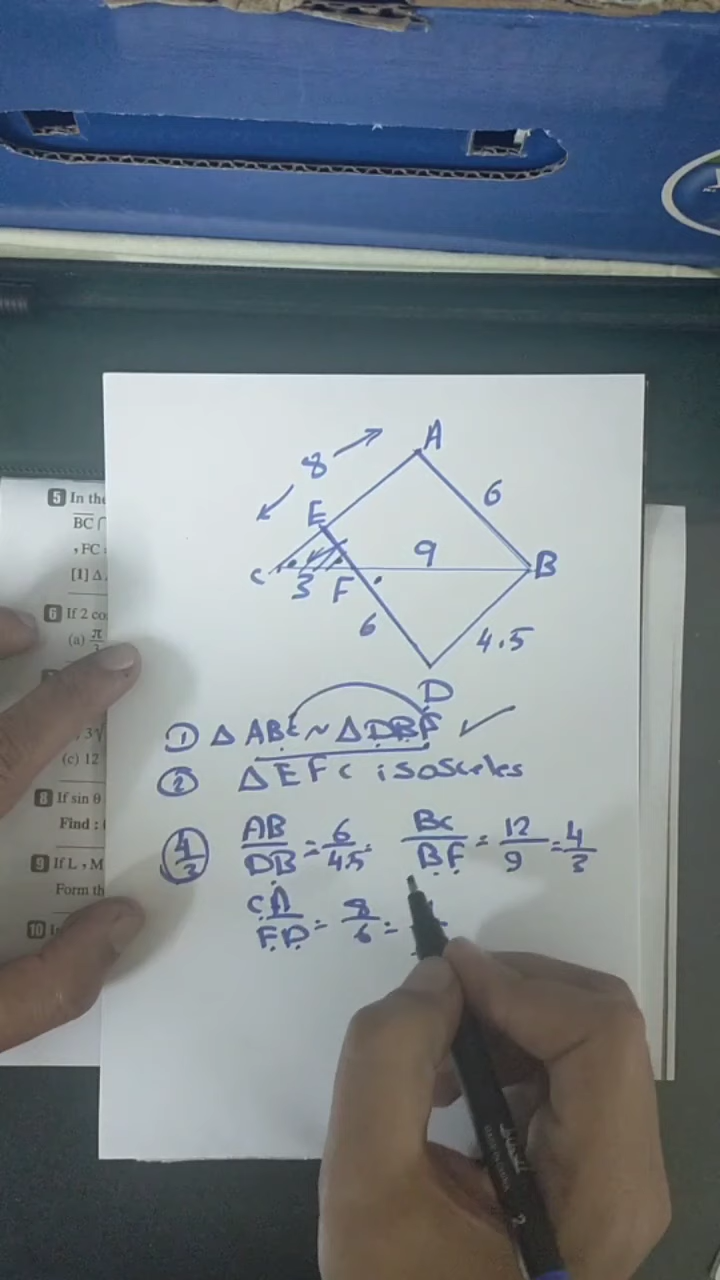 A
8
6
E
9
C
3
F
B
6
4.5
D
① △ ABC ~ △ DBF ✓
② △ EFC isosceles
4/3 AB/DB = 6/4.5 = BC/BF = 12/9 = 4/3
CA/FD = 8/6 =
5 In the
BC ∩
, FC
[1] △
6 If 2 co
(a) π
3√
(c) 12
8 If sin θ
Find : (
9 If L , M
Form th
10
2